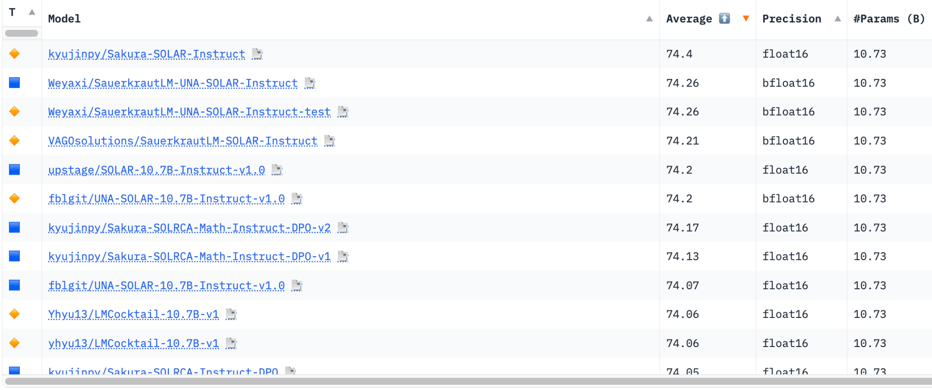 T Model Average Precision #Params (B)
kyujinpy/Sakura-SOLAR-Instruct 74.4 float16 10.73
Weyaxi/SauerkrautLM-UNA-SOLAR-Instruct 74.26 bfloat16 10.73
Weyaxi/SauerkrautLM-UNA-SOLAR-Instruct-test 74.26 bfloat16 10.73
VAGOsolutions/SauerkrautLM-SOLAR-Instruct 74.21 bfloat16 10.73
upstage/SOLAR-10.7B-Instruct-v1.0 74.2 float16 10.73
fblgit/UNA-SOLAR-10.7B-Instruct-v1.0 74.2 bfloat16 10.73
kyujinpy/Sakura-SOLRCA-Math-Instruct-DPO-v2 74.17 float16 10.73
kyujinpy/Sakura-SOLRCA-Math-Instruct-DPO-v1 74.13 float16 10.73
fblgit/UNA-SOLAR-10.7B-Instruct-v1.0 74.07 float16 10.73
Yhyu13/LMCocktail-10.7B-v1 74.06 float16 10.73
yhyu13/LMCocktail-10.7B-v1 74.06 float16 10.73
kyujinpy/Sakura-SOLRCA-Instruct-DPO 74.05 float16 10.73